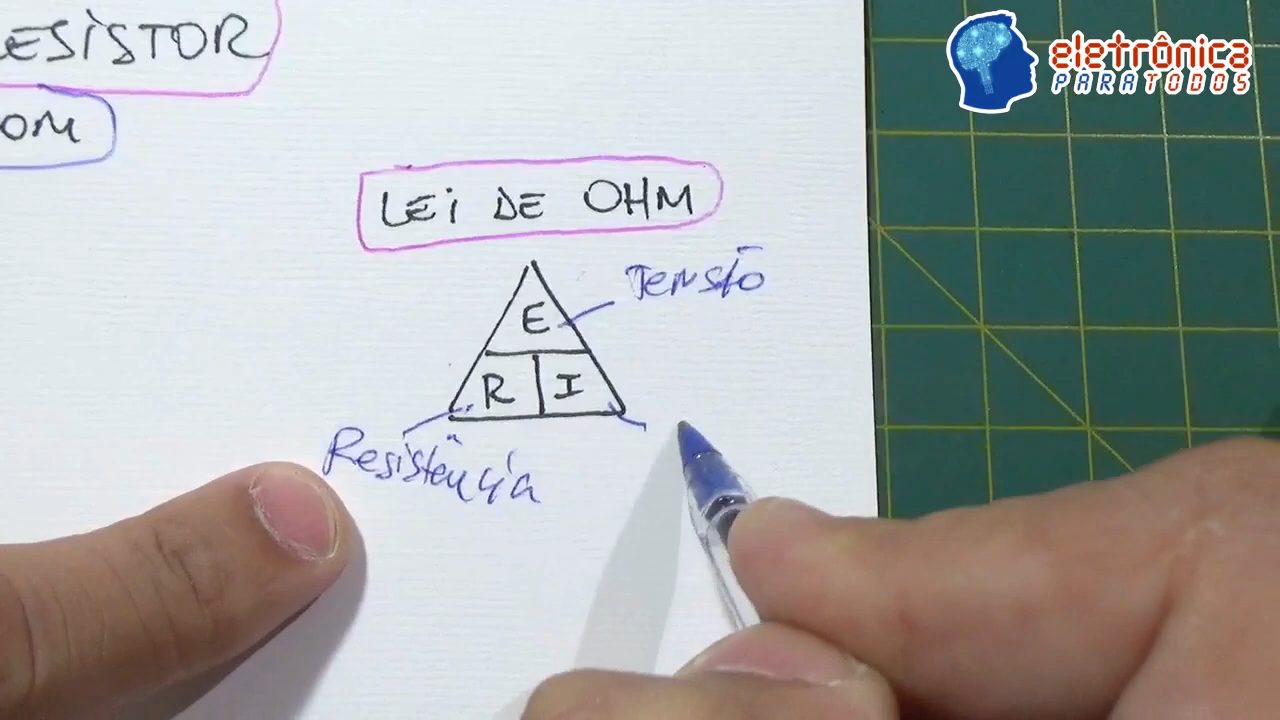 ESISTOR
OM
eletrônica
PARATODOS
LEI DE OHM
Tensão
E
R I
Resistência